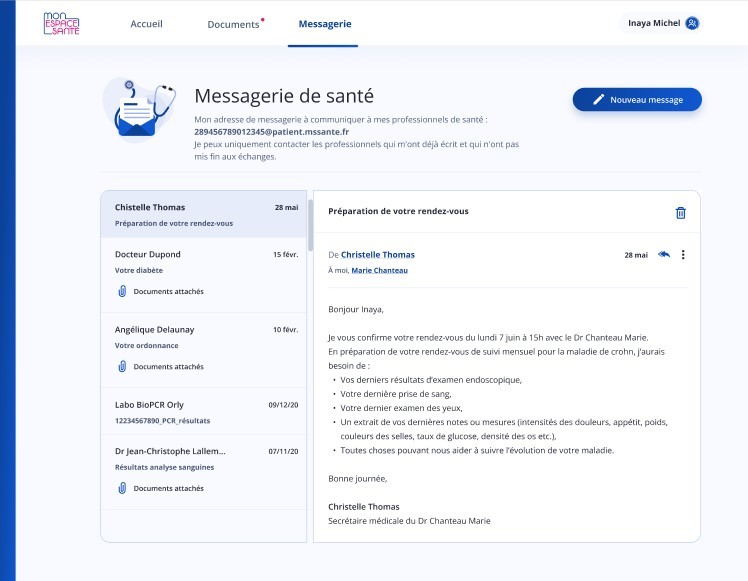 MON
ESPACE
SANTÉ
Accueil
Documents
Messagerie
Inaya Michel
Messagerie de santé
Mon adresse de messagerie à communiquer à mes professionnels de santé :
289456789012345@patient.mssante.fr
Je peux uniquement contacter les professionnels qui m'ont déjà écrit et qui n'ont pas
mis fin aux échanges.
Nouveau message
Chistelle Thomas 28 mai
Préparation de votre rendez-vous
Docteur Dupond 15 févr.
Votre diabète
Documents attachés
Angélique Delaunay 10 févr.
Votre ordonnance
Documents attachés
Labo BioPCR Orly 09/12/20
12234567890_PCR_résultats
Dr Jean-Christophe Lallem... 07/11/20
Résultats analyse sanguines
Documents attachés
Préparation de votre rendez-vous
De Christelle Thomas 28 mai
À moi, Marie Chanteau
Bonjour Inaya,
Je vous confirme votre rendez-vous du lundi 7 juin à 15h avec le Dr Chanteau Marie.
En préparation de votre rendez-vous de suivi mensuel pour la maladie de crohn, j'aurais
besoin de :
• Vos derniers résultats d'examen endoscopique,
• Votre dernière prise de sang,
• Votre dernier examen des yeux,
• Un extrait de vos dernières notes ou mesures (intensités des douleurs, appétit, poids,
couleurs des selles, taux de glucose, densité des os etc.),
• Toutes choses pouvant nous aider à suivre l'évolution de votre maladie.
Bonne journée,
Christelle Thomas
Secrétaire médicale du Dr Chanteau Marie